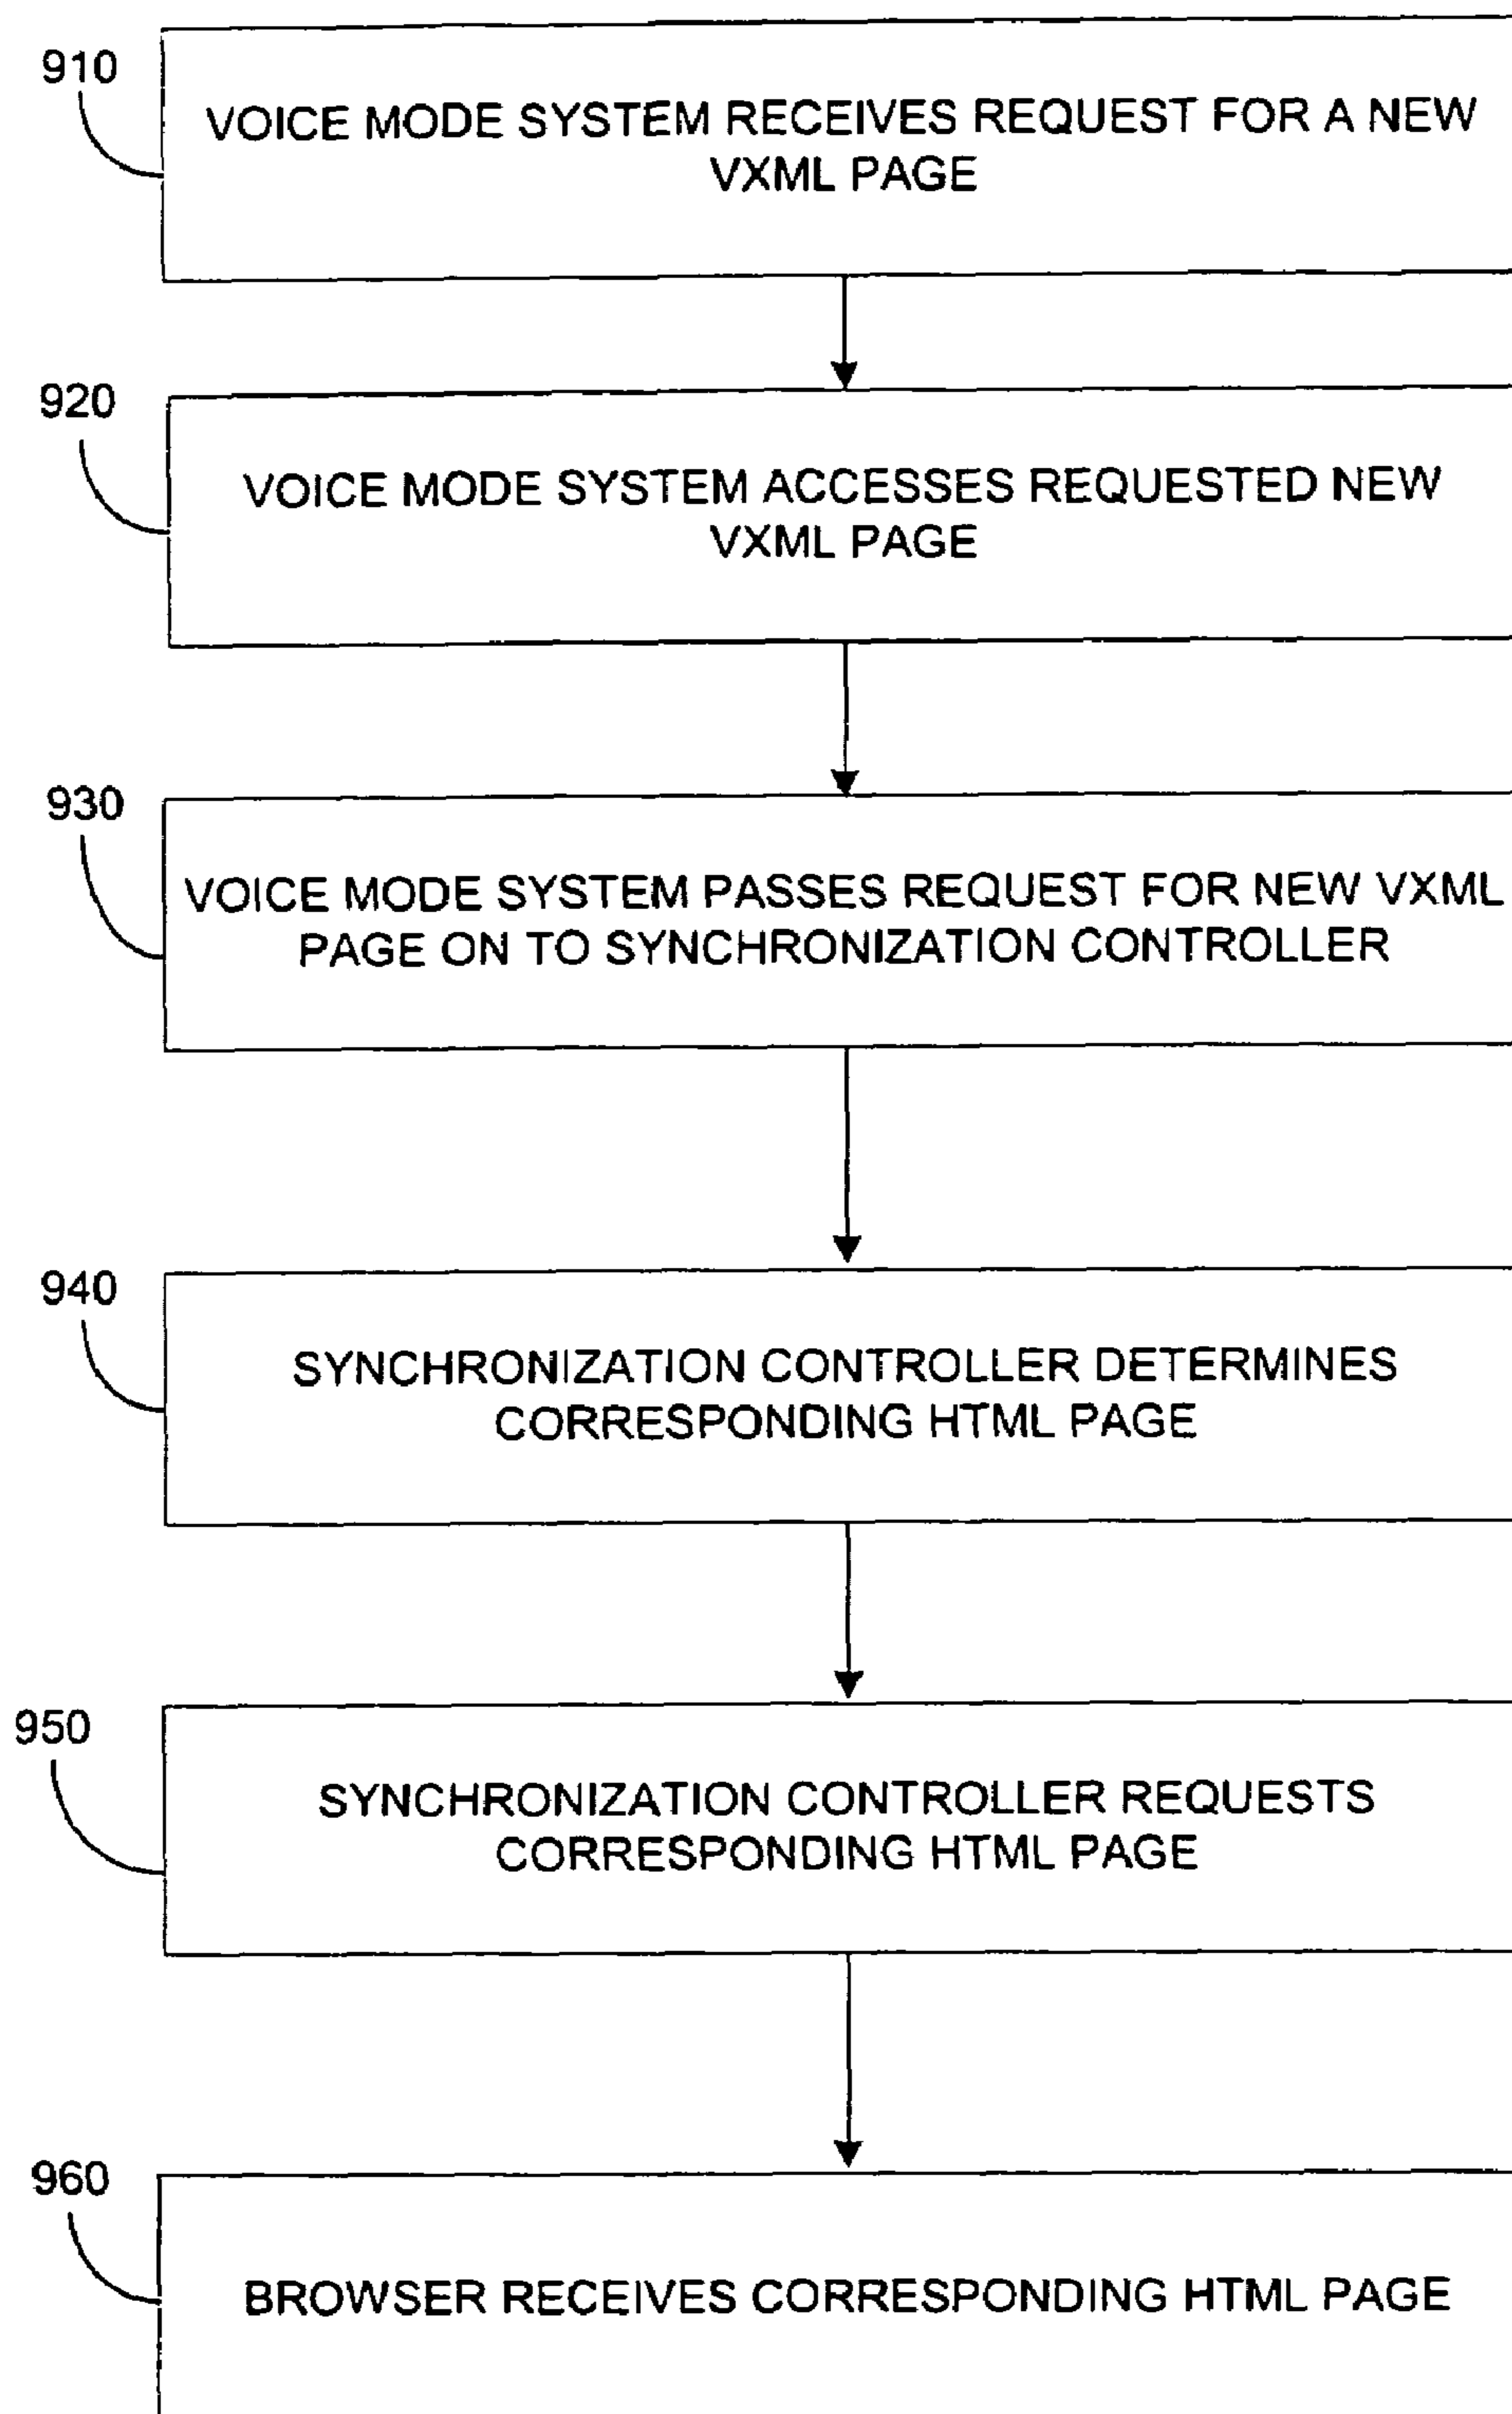 910
VOICE MODE SYSTEM RECEIVES REQUEST FOR A NEW
VXML PAGE
920
VOICE MODE SYSTEM ACCESSES REQUESTED NEW
VXML PAGE
930
VOICE MODE SYSTEM PASSES REQUEST FOR NEW VXML
PAGE ON TO SYNCHRONIZATION CONTROLLER
940
SYNCHRONIZATION CONTROLLER DETERMINES
CORRESPONDING HTML PAGE
950
SYNCHRONIZATION CONTROLLER REQUESTS
CORRESPONDING HTML PAGE
960
BROWSER RECEIVES CORRESPONDING HTML PAGE